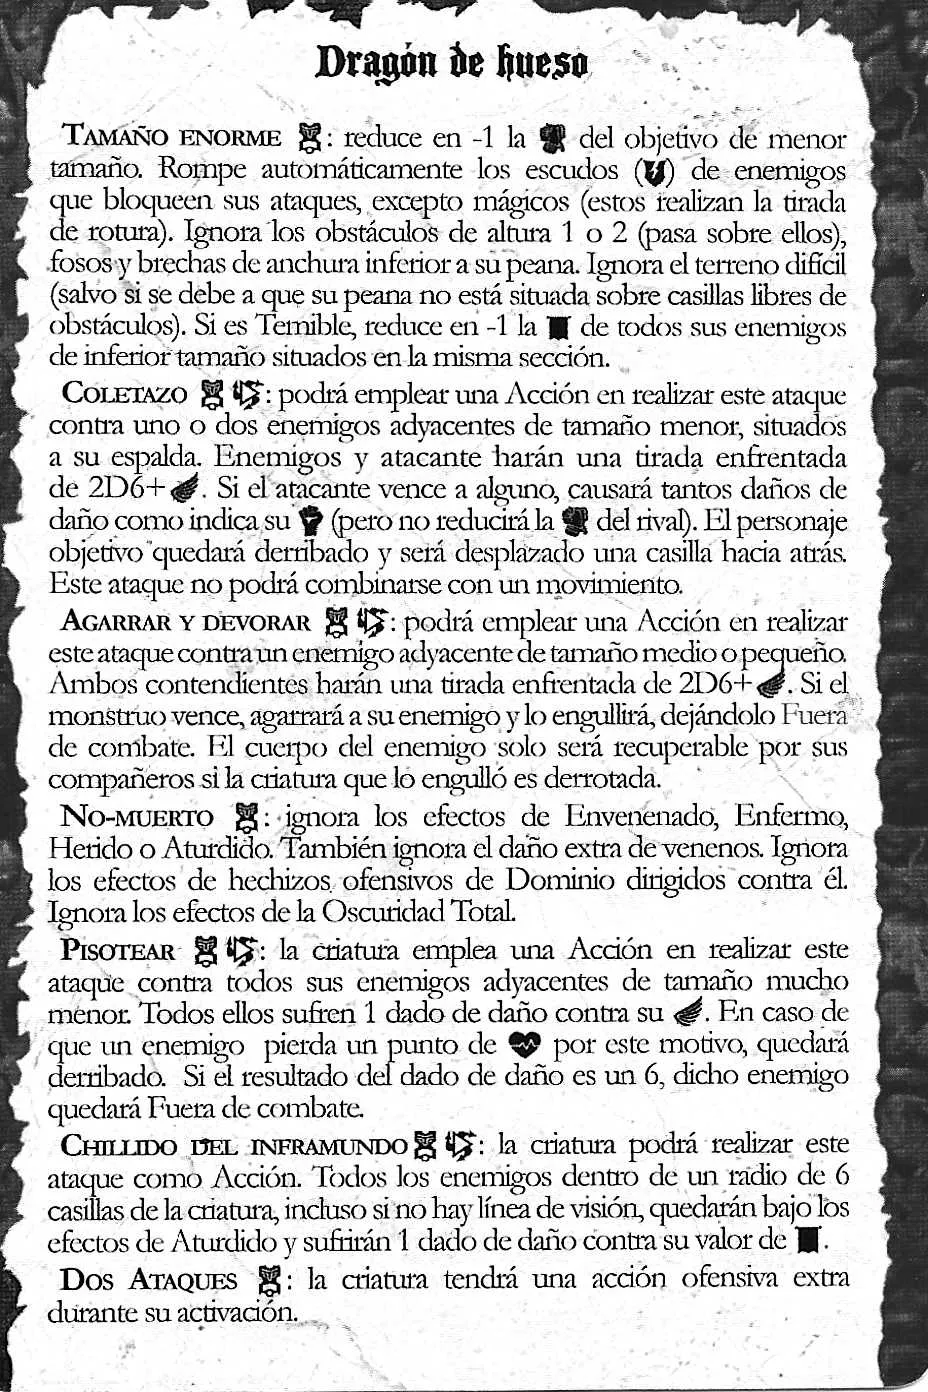 Dragón de hueso
TAMAÑO ENORME : reduce en -1 la del objetivo de menor
tamaño. Rompe automáticamente los escudos ( ) de enemigos
que bloqueen sus ataques, excepto mágicos (estos realizan la tirada
de rotura). Ignora los obstáculos de altura 1 o 2 (pasa sobre ellos),
fosos y brechas de anchura inferior a su peana. Ignora el terreno difícil
(salvo si se debe a que su peana no está situada sobre casillas libres de
obstáculos). Si es Temible, reduce en -1 la de todos sus enemigos
de inferior tamaño situados en la misma sección.
COLETAZO : podrá emplear una Acción en realizar este ataque
contra uno o dos enemigos adyacentes de tamaño menor, situados
a su espalda. Enemigos y atacante harán una tirada enfrentada
de 2D6+ . Si el atacante vence a alguno, causará tantos daños de
daño como indica su (pero no reducirá la del rival). El personaje
objetivo quedará derribado y será desplazado una casilla hacia atrás.
Este ataque no podrá combinarse con un movimiento.
AGARRAR Y DEVORAR : podrá emplear una Acción en realizar
este ataque contra un enemigo adyacente de tamaño medio o pequeño.
Ambos contendientes harán una tirada enfrentada de 2D6+ . Si el
monstruo vence, agarrará a su enemigo y lo engullirá, dejándolo Fuera
de combate. El cuerpo del enemigo solo será recuperable por sus
compañeros si la criatura que lo engulló es derrotada.
NO-MUERTO : ignora los efectos de Envenenado, Enfermo,
Herido o Aturdido. También ignora el daño extra de venenos. Ignora
los efectos de hechizos ofensivos de Dominio dirigidos contra él.
Ignora los efectos de la Oscuridad Total.
PISOTEAR : la criatura emplea una Acción en realizar este
ataque contra todos sus enemigos adyacentes de tamaño mucho
menor. Todos ellos sufren 1 dado de daño contra su . En caso de
que un enemigo pierda un punto de por este motivo, quedará
derribado. Si el resultado del dado de daño es un 6, dicho enemigo
quedará Fuera de combate.
CHILLIDO DEL INFRAMUNDO : la criatura podrá realizar este
ataque como Acción. Todos los enemigos dentro de un radio de 6
casillas de la criatura, incluso si no hay línea de visión, quedarán bajo los
efectos de Aturdido y sufrirán 1 dado de daño contra su valor de .
DOS ATAQUES : la criatura tendrá una acción ofensiva extra
durante su activación.